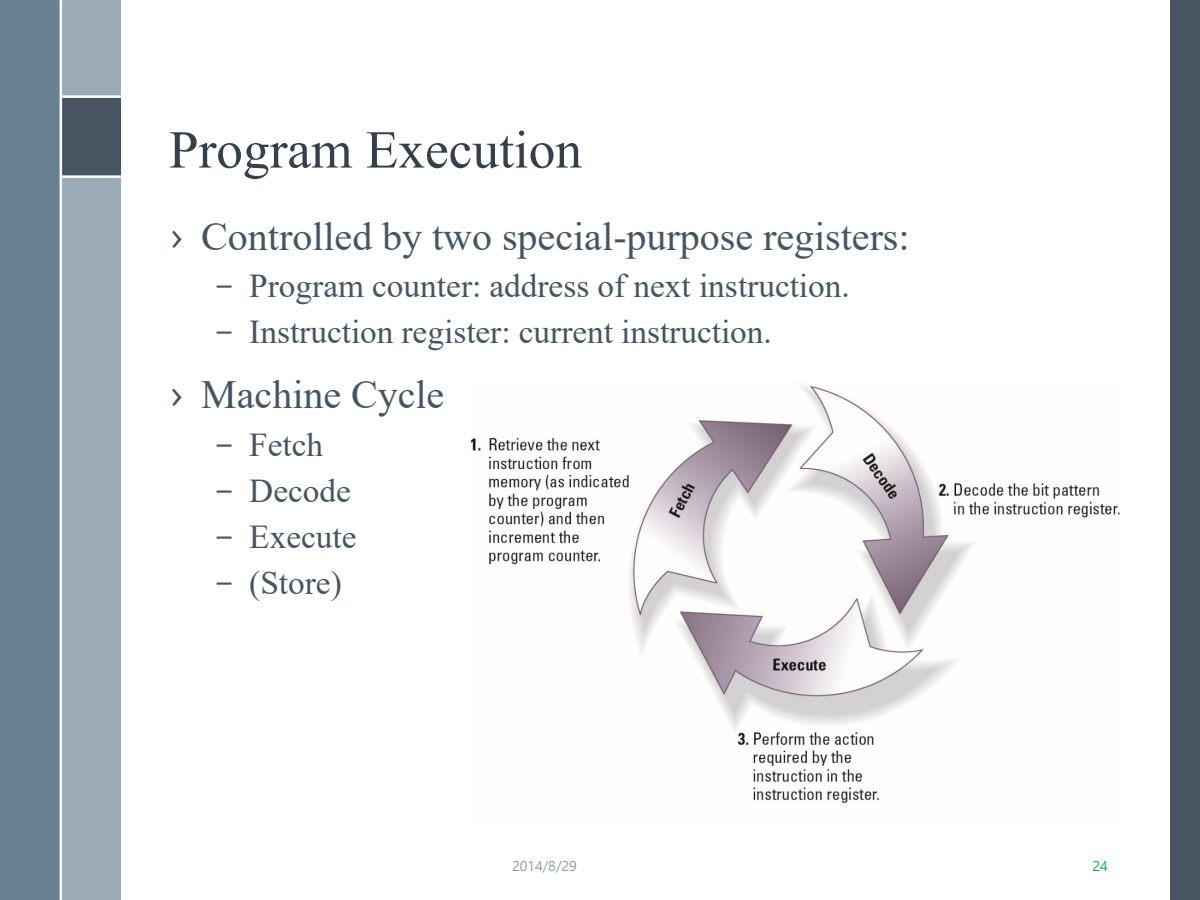 Program Execution
› Controlled by two special-purpose registers:
– Program counter: address of next instruction.
– Instruction register: current instruction.
› Machine Cycle
– Fetch
– Decode
– Execute
– (Store)
1. Retrieve the next
instruction from
memory (as indicated
by the program
counter) and then
increment the
program counter.
Fetch
Decode
2. Decode the bit pattern
in the instruction register.
Execute
3. Perform the action
required by the
instruction in the
instruction register.
2014/8/29
24